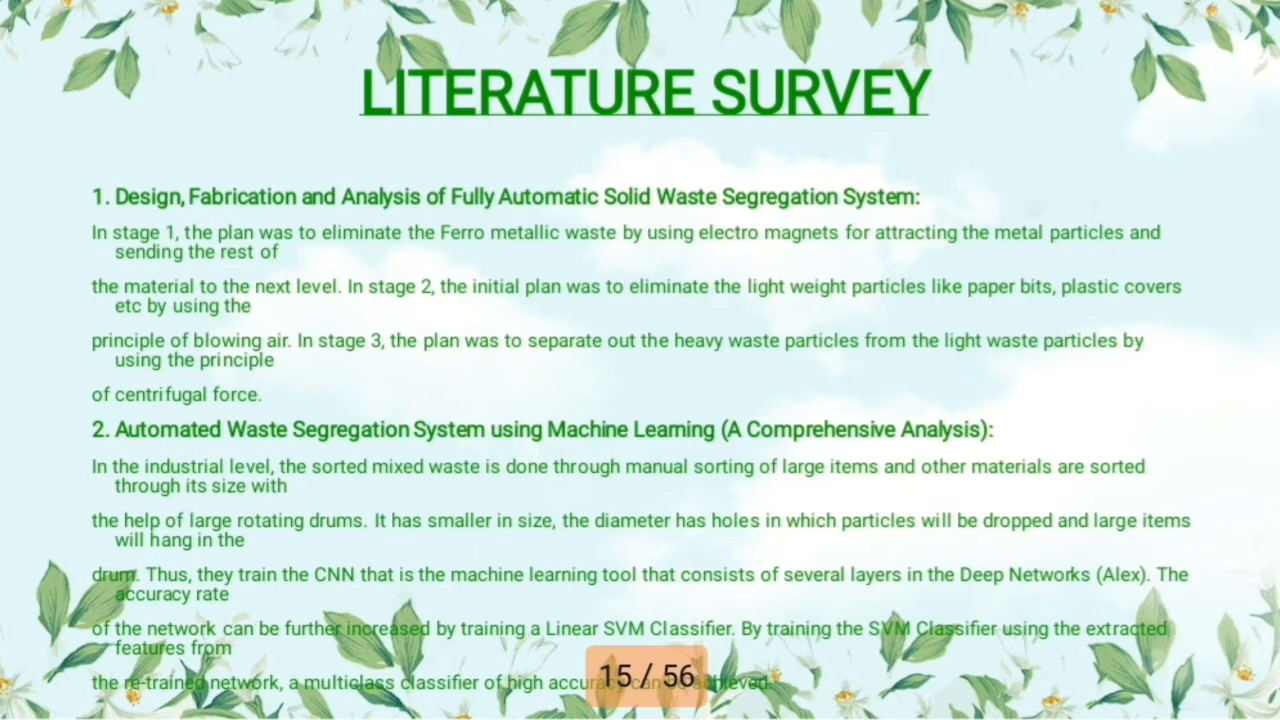 LITERATURE SURVEY
1. Design, Fabrication and Analysis of Fully Automatic Solid Waste Segregation System:
In stage 1, the plan was to eliminate the Ferro metallic waste by using electro magnets for attracting the metal particles and
sending the rest of
the material to the next level. In stage 2, the initial plan was to eliminate the light weight particles like paper bits, plastic covers
etc by using the
principle of blowing air. In stage 3, the plan was to separate out the heavy waste particles from the light waste particles by
using the principle
of centrifugal force.
2. Automated Waste Segregation System using Machine Learning (A Comprehensive Analysis):
In the industrial level, the sorted mixed waste is done through manual sorting of large items and other materials are sorted
through its size with
the help of large rotating drums. It has smaller in size, the diameter has holes in which particles will be dropped and large items
will hang in the
drum. Thus, they train the CNN that is the machine learning tool that consists of several layers in the Deep Networks (Alex). The
accuracy rate
of the network can be further increased by training a Linear SVM Classifier. By training the SVM Classifier using the extracted
features from
the re-trained network, a multiclass classifier of high accuracy can be achieved.
15 / 56